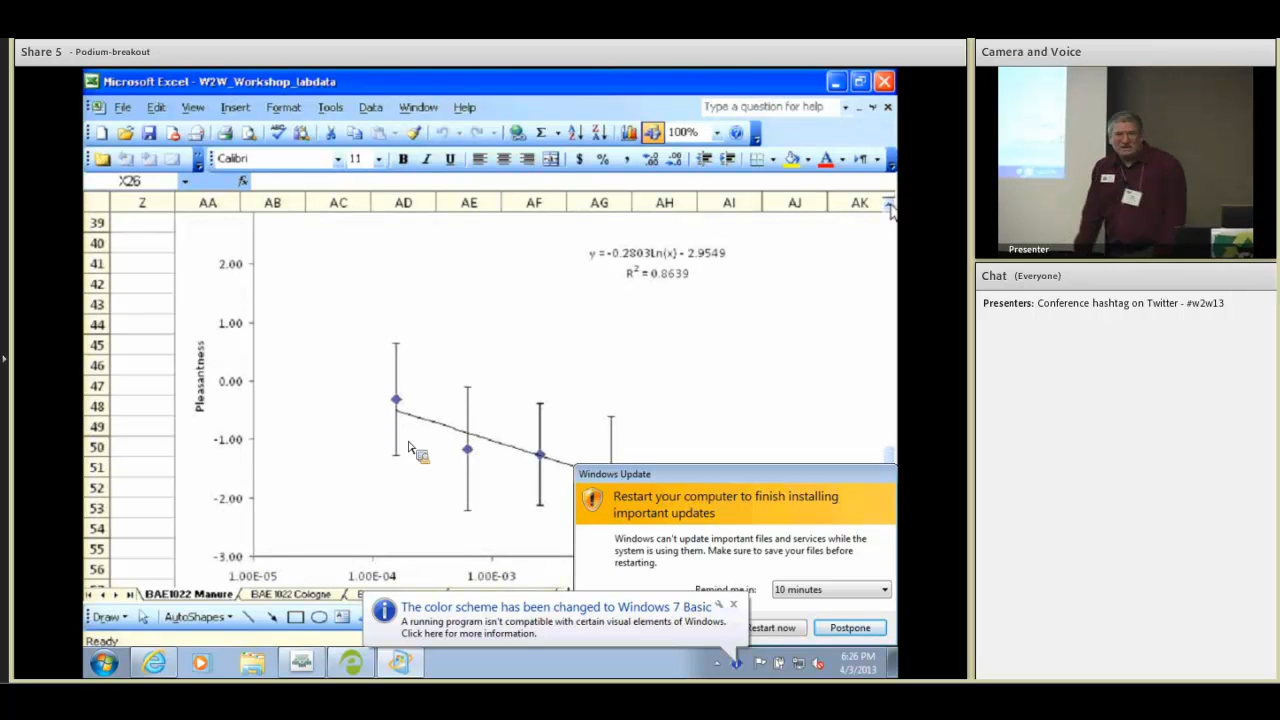 Share 5 - Podium-breakout
Camera and Voice
Microsoft Excel - W2W_Workshop_labdata
File Edit View Insert Format Tools Data Window Help
Type a question for help
100%
Calibri 11 B I U $ % ,
X26 fx
Z AA AB AC AD AE AF AG AH AI AJ AK
39
40
41
42
43
44
45
46
47
48
49
50
51
52
53
54
55
56
y = -0.2803Ln(x) - 2.9549
R² = 0.8639
2.00
1.00
0.00
-1.00
-2.00
-3.00
Pleasantness
1.00E-05 1.00E-04 1.00E-03
BAE1022 Manure BAE 1022 Cologne
Draw AutoShapes
Ready
Windows Update
Restart your computer to finish installing
important updates
Windows can't update important files and services while the
system is using them. Make sure to save your files before
restarting.
Remind me in: 10 minutes
Restart now Postpone
The color scheme has been changed to Windows 7 Basic
A running program isn't compatible with certain visual elements of Windows.
Click here for more information.
6:26 PM
4/3/2013
Presenter
Chat (Everyone)
Presenters: Conference hashtag on Twitter - #w2w13